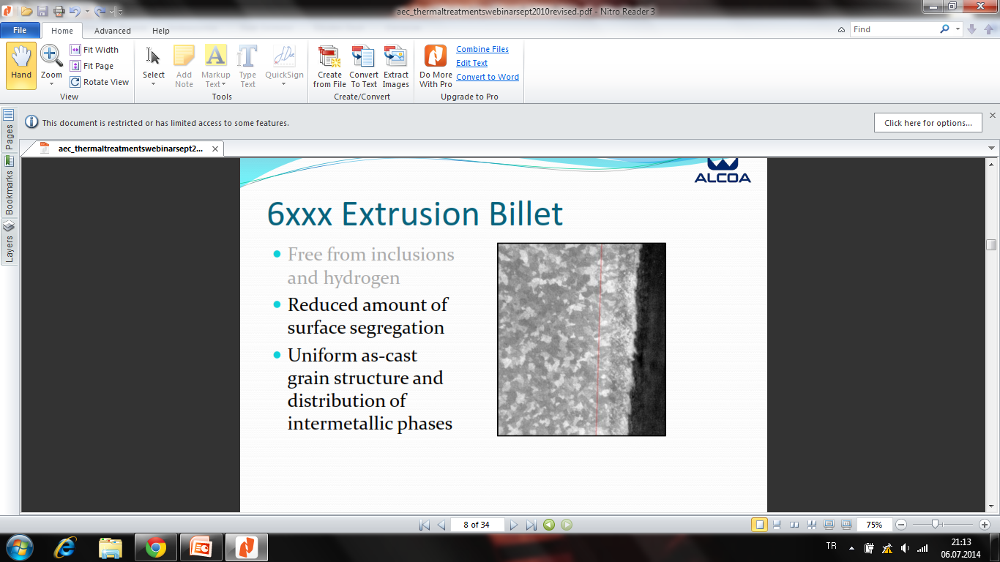 aec_thermaltreatmentswebinarsept2010revised.pdf - Nitro Reader 3
File
Home
Advanced
Help
Find
Hand
Zoom
Fit Width
Fit Page
Rotate View
View
Select
Add
Note
Markup
Text
Type
Text
QuickSign
Tools
Create
from File
Convert
To Text
Extract
Images
Create/Convert
Do More
With Pro
Combine Files
Edit Text
Convert to Word
Upgrade to Pro
This document is restricted or has limited access to some features.
Click here for options...
Pages
Bookmarks
Layers
aec_thermaltreatmentswebinarsept2...
ALCOA
6xxx Extrusion Billet
Free from inclusions
and hydrogen
Reduced amount of
surface segregation
Uniform as-cast
grain structure and
distribution of
intermetallic phases
8 of 34
75%
TR
21:13
06.07.2014